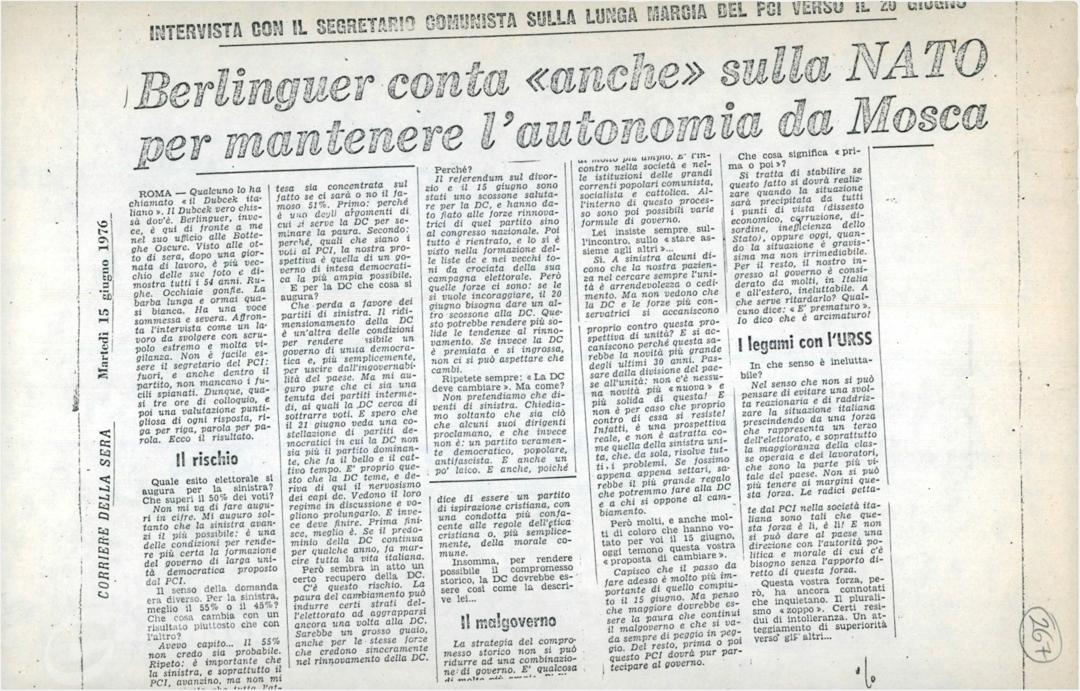 INTERVISTA CON IL SEGRETARIO COMUNISTA SULLA LUNGA MARCIA DEL PCI VERSO IL 20 GIUGNO
Berlinguer conta «anche» sulla NATO
per mantenere l'autonomia da Mosca
CORRIERE DELLA SERA Martedì 15 giugno 1976
ROMA — Qualcuno lo ha
chiamato « il Dubcek ita-
liano ». Il Dubcek vero chis-
sà dov'è. Berlinguer, inve-
ce, è qui di fronte a me
nel suo ufficio alle Botte-
ghe Oscure. Visto alle ot-
to di sera, dopo una gior-
nata di lavoro, è più vec-
chio delle sue foto e di-
mostra tutti i 54 anni. Ru-
ghe. Occhiaie gonfie. La
barba lunga e ormai qua-
si bianca. Ha una voce
sommessa e severa. Affron-
ta l'intervista come un la-
voro da svolgere con scru-
polo estremo e molta vi-
gilanza. Non è facile es-
sere il segretario del PCI:
fuori, e anche dentro il
partito, non mancano i fu-
cili spianati. Dunque, qua-
si tre ore di colloquio, e
poi una valutazione punti-
gliosa di ogni risposta, ri-
ga per riga, parola per pa-
rola. Ecco il risultato.
Il rischio
Quale esito elettorale si
augura per la sinistra?
Che superi il 50% dei voti?
Non mi va di fare augu-
ri in cifre. Mi auguro sol-
tanto che la sinistra avan-
zi il più possibile: è una
delle condizioni per rende-
re più certa la formazione
del governo di larga uni-
tà democratica proposto
dal PCI.
Il senso della domanda
era diverso. Per la sinistra,
meglio il 55% o il 45%?
Che cosa cambia con un
risultato piuttosto che con
l'altro?
Avevo capito... Il 55%
non credo sia probabile.
Ripeto: è importante che
la sinistra, e soprattutto il
PCI, avanzino, ma non mi
tesa sia concentrata sul
fatto se ci sarà o no il fa-
moso 51%. Primo: perché
è uno degli argomenti di
cui si serve la DC per se-
minare la paura. Secondo:
perché, quali che siano i
voti al PCI, la nostra pro-
spettiva è quella di un go-
verno di intesa democrati-
ca la più ampia possibile.
E per la DC che cosa si
augura?
Che perda a favore dei
partiti di sinistra. Il ridi-
mensionamento della DC
è un'altra delle condizioni
per rendere possibile un
governo di unità democra-
tica e, più semplicemente,
per uscire dall'ingovernabi-
lità del paese. Ma mi au-
guro pure che ci sia una
tenuta dei partiti interme-
di, ai quali la DC cerca di
sottrarre voti. E spero che
il 21 giugno veda una co-
stellazione di partiti de-
mocratici in cui la DC non
sia più il partito dominan-
te, che fa il bello e il cat-
tivo tempo. E' proprio que-
sto che la DC teme, e de-
riva di qui il nervosismo
dei capi dc. Vedono il loro
regime in discussione e vo-
gliono prolungarlo. E inve-
ce deve finire. Prima fini-
sce, meglio è. Se il predo-
minio della DC continua
per qualche anno, fa mar-
cire tutta la vita italiana.
Però sembra in atto un
certo recupero della DC.
C'è questo rischio. La
paura del cambiamento può
indurre certi strati del-
l'elettorato ad aggrapparsi
ancora una volta alla DC.
Sarebbe un grosso guaio,
anche per le stesse forze
che credono sinceramente
nel rinnovamento della DC.
Perché?
Il referendum sul divor-
zio e il 15 giugno sono
stati uno scossone saluta-
re per la DC, e hanno da-
to fiato alle forze rinnova-
trici di quel partito sino
al congresso nazionale. Poi
tutto è rientrato, e lo si è
visto nella formazione del-
le liste dc e nei vecchi to-
ni da crociata della sua
campagna elettorale. Però
quelle forze ci sono: se le
si vuole incoraggiare, il 20
giugno bisogna dare un al-
tro scossone alla DC. Que-
sto potrebbe rendere più so-
lide le tendenze al rinno-
vamento. Se invece la DC
è premiata e si ingrossa,
non ci si può aspettare che
cambi.
Ripetete sempre: « La DC
deve cambiare ». Ma come?
Non pretendiamo che di-
venti di sinistra. Chiedia-
mo soltanto che sia ciò
che alcuni suoi dirigenti
proclamano, e che invece
non è: un partito veramen-
te democratico, popolare,
antifascista. E anche un
po' laico. E anche, poiché
dice di essere un partito
di ispirazione cristiana, con
una condotta più confa-
cente alle regole dell'etica
cristiana o, più semplice-
mente, della morale co-
mune.
Insomma, per rendere
possibile il compromesso
storico, la DC dovrebbe es-
sere così come la descri-
ve lei...
Il malgoverno
La strategia del compro-
messo storico non si può
ridurre ad una combinazio-
ne di governo. E' qualcosa
di molto più ampio. E' l'in-
contro nella società e nel-
le istituzioni delle grandi
correnti popolari comunista,
socialista e cattolica. Al-
l'interno di questo processo
sono poi possibili varie
formule di governo.
Lei insiste sempre sul-
l'incontro, sullo « stare as-
sieme agli altri »...
Sì. A sinistra alcuni di-
cono che la nostra pazien-
za nel cercare sempre l'uni-
tà è arrendevolezza o ce-
dimento. Ma non vedono che
la DC e le forze più con-
servatrici si accaniscono
proprio contro questa pro-
spettiva di unità? E si ac-
caniscono perché questa sa-
rebbe la novità più grande
degli ultimi 30 anni. Pas-
sare dalla divisione del pae-
se all'unità: non c'è nessu-
na novità più « nuova » e
più solida di questa! E
non è per caso che proprio
contro di essa si resiste!
Infatti, è una prospettiva
reale, e non è astratta co-
me quella della sinistra uni-
ta, che, da sola, risolve tut-
ti i problemi. Se fossimo
appena appena settari, sa-
rebbe il più grande regalo
che potremmo fare alla DC
e a chi si oppone al cam-
biamento.
Però molti, e anche mol-
ti di coloro che hanno vo-
tato per voi il 15 giugno,
oggi temono questa vostra
« proposta di cambiare ».
Capisco che il passo da
fare adesso è molto più im-
portante di quello compiu-
to il 15 giugno. Ma penso
che maggiore dovrebbe es-
sere la paura che continui
il malgoverno e che si va-
da sempre di peggio in peg-
gio. Del resto, prima o poi
questo PCI dovrà pur par-
tecipare al governo.
Che cosa significa « pri-
ma o poi »?
Si tratta di stabilire se
questo fatto si dovrà realiz-
zare quando la situazione
sarà precipitata da tutti
i punti di vista (dissesto
economico, corruzione, di-
sordine, inefficienza dello
Stato), oppure oggi, quan-
do la situazione è gravis-
sima ma non irrimediabile.
Per il resto, il nostro in-
gresso al governo è consi-
derato da molti, in Italia
e all'estero, ineluttabile. A
che serve ritardarlo? Qual-
cuno dice: « E' prematuro ».
Io dico che è arcimaturo!
I legami con l'URSS
In che senso è inelutta-
bile?
Nel senso che non si può
pensare di evitare una svol-
ta reazionaria e di raddriz-
zare la situazione italiana
prescindendo da una forza
che rappresenta un terzo
dell'elettorato, e soprattutto
la maggioranza della clas-
se operaia e dei lavoratori,
che sono la parte più vi-
tale del paese. Non si può
più tenere ai margini que-
sta forza. Le radici getta-
te dal PCI nella società ita-
liana sono tali che que-
sta forza è lì, è lì! E non
si può dare al paese una
direzione con l'autorità po-
litica e morale di cui c'è
bisogno senza l'apporto di-
retto di questa forza.
Questa vostra forza, pe-
rò, ha ancora connotati
che inquietano. Il plurali-
smo « zoppo ». Certi resi-
dui di intolleranza. Un at-
teggiamento di superiorità
verso gli altri...
267